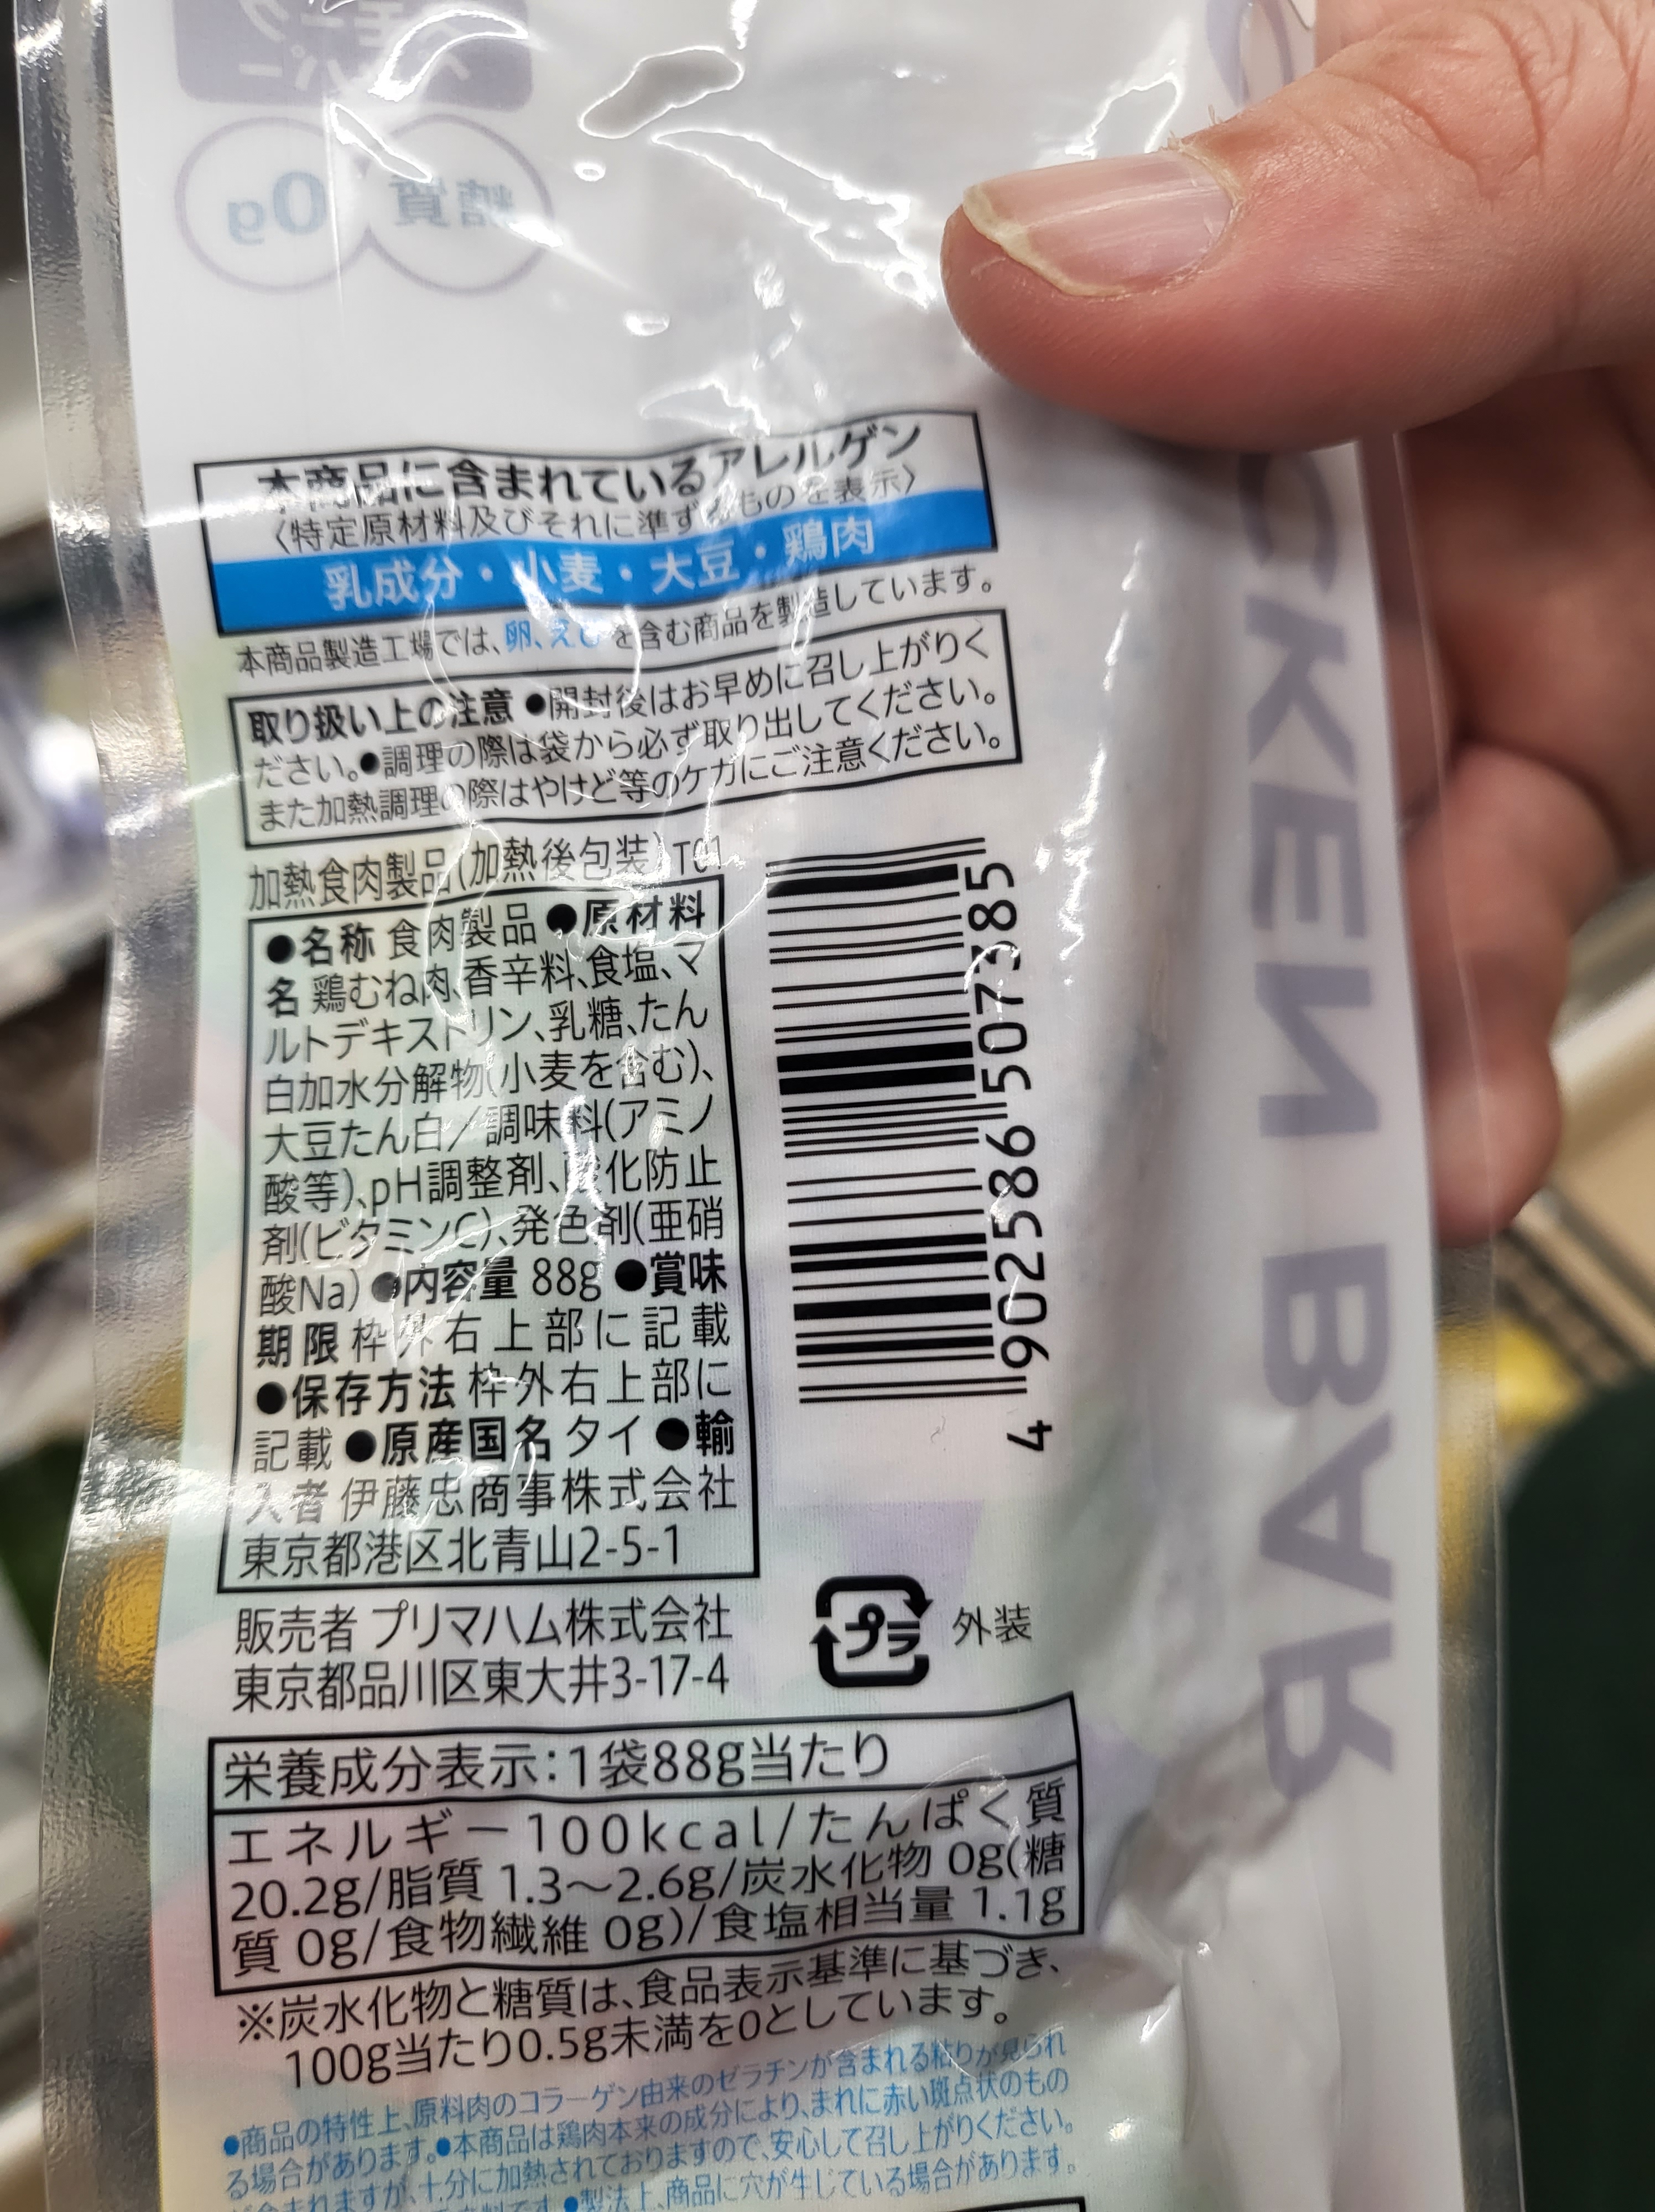 糖質 0g
CKEN BAR
本商品に含まれているアレルゲン
〈特定原材料及びそれに準ずるものを表示〉
乳成分・小麦・大豆・鶏肉
本商品製造工場では、卵、えびを含む商品を製造しています。
取り扱い上の注意 ●開封後はお早めに召し上がりく
ださい。●調理の際は袋から必ず取り出してください。
また加熱調理の際はやけど等のケガにご注意ください。
加熱食肉製品(加熱後包装) T01
●名称 食肉製品 ●原材料
名 鶏むね肉、香辛料、食塩、マ
ルトデキストリン、乳糖、たん
白加水分解物(小麦を含む)、
大豆たん白/調味料(アミノ
酸等)、pH調整剤、酸化防止
剤(ビタミンC)、発色剤(亜硝
酸Na) ●内容量 88g ●賞味
期限 枠外右上部に記載
●保存方法 枠外右上部に
記載 ●原産国名 タイ ●輸
入者 伊藤忠商事株式会社
東京都港区北青山2-5-1
4 902586 507385
販売者 プリマハム株式会社
東京都品川区東大井3-17-4
プラ 外装
栄養成分表示:1袋88g当たり
エネルギー100kcal/たんぱく質
20.2g/脂質 1.3～2.6g/炭水化物 0g(糖
質 0g/食物繊維 0g)/食塩相当量 1.1g
※炭水化物と糖質は、食品表示基準に基づき、
100g当たり0.5g未満を0としています。
●商品の特性上、原料肉のコラーゲン由来のゼラチンが含まれる粘りが見られ
る場合があります。●本商品は鶏肉本来の成分により、まれに赤い斑点状のもの
が含まれますが、十分に加熱されておりますので、安心して召し上がりください。
●製法上、商品に穴が生じている場合があります。